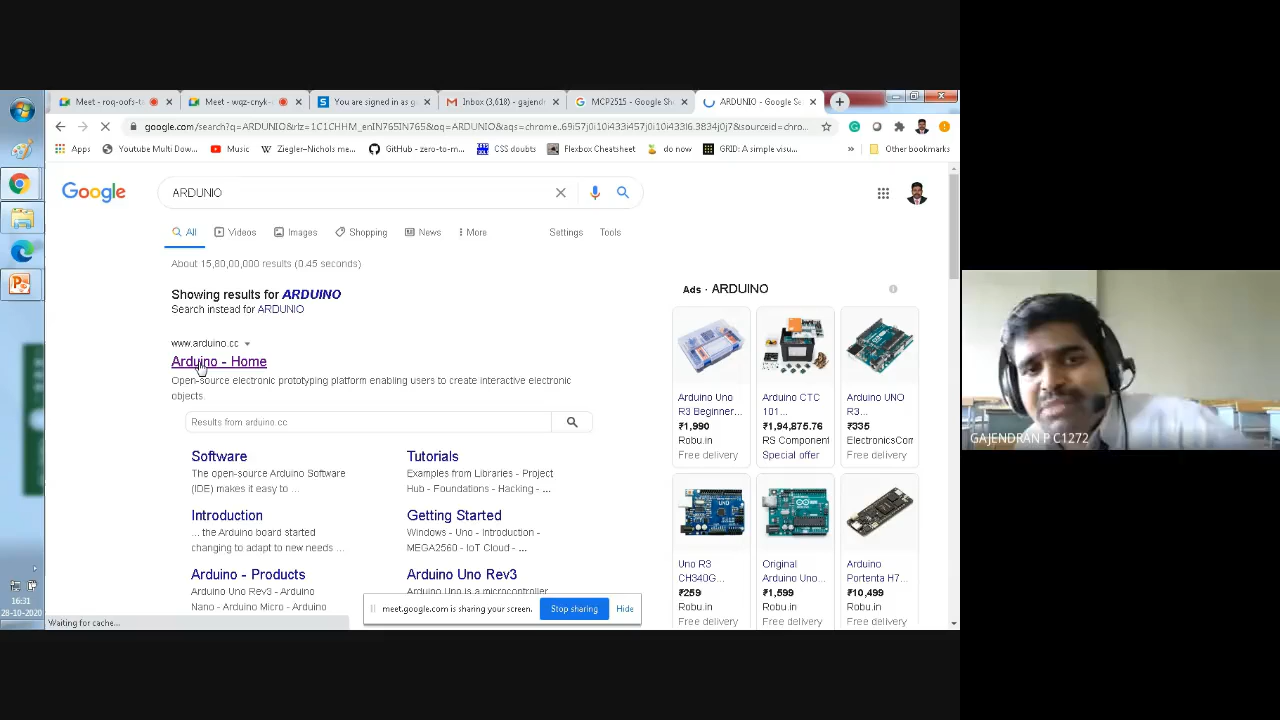 Meet - roq-oofs-t
Meet - wqz-cnyk-
You are signed in as g
Inbox (3,618) - gajend
MCP2515 - Google Sh
ARDUNIO - Google Se
google.com/search?q=ARDUNIO&rlz=1C1CHHM_enIN765IN765&oq=ARDUNIO&aqs=chrome..69i57j0i10i433i457j0i10i433l6.3834j0j7&sourceid=chro...
Apps
Youtube Multi Dow...
Music
Ziegler–Nichols me...
GitHub - zero-to-m...
CSS doubts
Flexbox Cheatsheet
do now
GRID: A simple visu...
»
Other bookmarks
Google
ARDUNIO
All
Videos
Images
Shopping
News
More
Settings
Tools
About 15,80,00,000 results (0.45 seconds)
Showing results for ARDUINO
Search instead for ARDUNIO
www.arduino.cc
Arduino - Home
Open-source electronic prototyping platform enabling users to create interactive electronic
objects.
Results from arduino.cc
Software
The open-source Arduino Software
(IDE) makes it easy to ...
Tutorials
Examples from Libraries - Project
Hub - Foundations - Hacking - ...
Introduction
... the Arduino board started
changing to adapt to new needs ...
Getting Started
Windows - Uno - Introduction -
MEGA2560 - IoT Cloud - ...
Arduino - Products
Arduino Uno Rev3
Nano - Arduino Micro - Arduino
Arduino Uno Rev3
Arduino Uno is a microcontroller
Ads · ARDUINO
Arduino Uno
R3 Beginner...
₹1,990
Robu.in
Free delivery
Arduino CTC
101...
₹1,94,875.76
RS Component
Special offer
Arduino UNO
R3...
₹335
ElectronicsCom
Free delivery
Uno R3
CH340G...
₹259
Robu.in
Free delivery
Original
Arduino Uno...
₹1,599
Robu.in
Free delivery
Arduino
Portenta H7...
₹10,499
Robu.in
Free delivery
meet.google.com is sharing your screen.
Stop sharing
Hide
Waiting for cache...
16:31
28-10-2020
GAJENDRAN P C1272